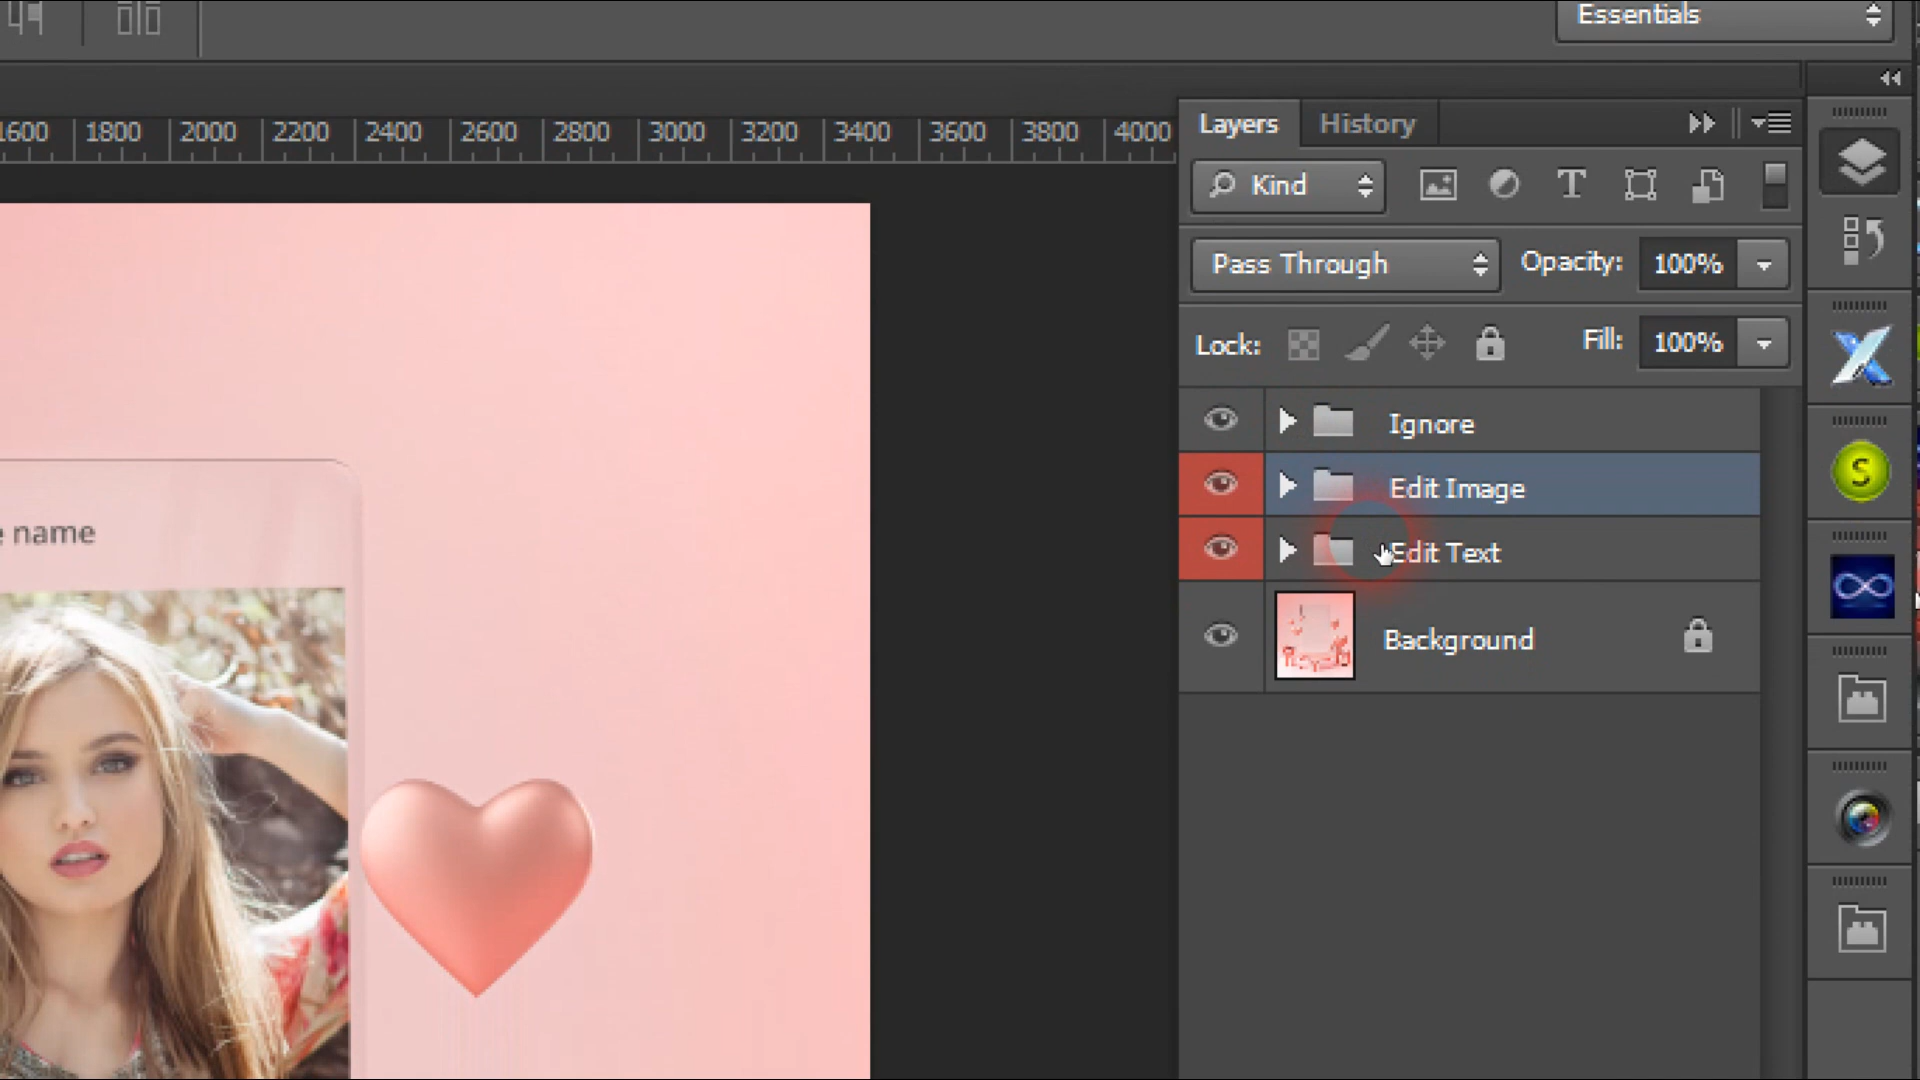 Essentials
1600 1800 2000 2200 2400 2600 2800 3000 3200 3400 3600 3800 4000
Layers History
Kind T
Pass Through Opacity: 100%
Lock: Fill: 100%
Ignore
Edit Image
Edit Text
Background
name
S